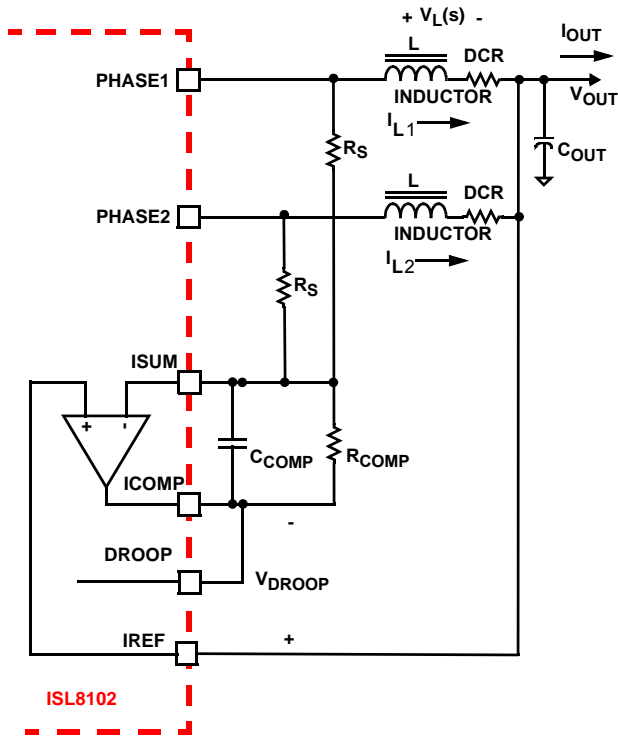 + VL(s) -
IOUT
L
DCR
PHASE1
INDUCTOR
VOUT
IL1
COUT
RS
L
DCR
PHASE2
INDUCTOR
IL2
RS
ISUM
+ -
CCOMP
RCOMP
ICOMP
-
DROOP
VDROOP
IREF
+
ISL8102